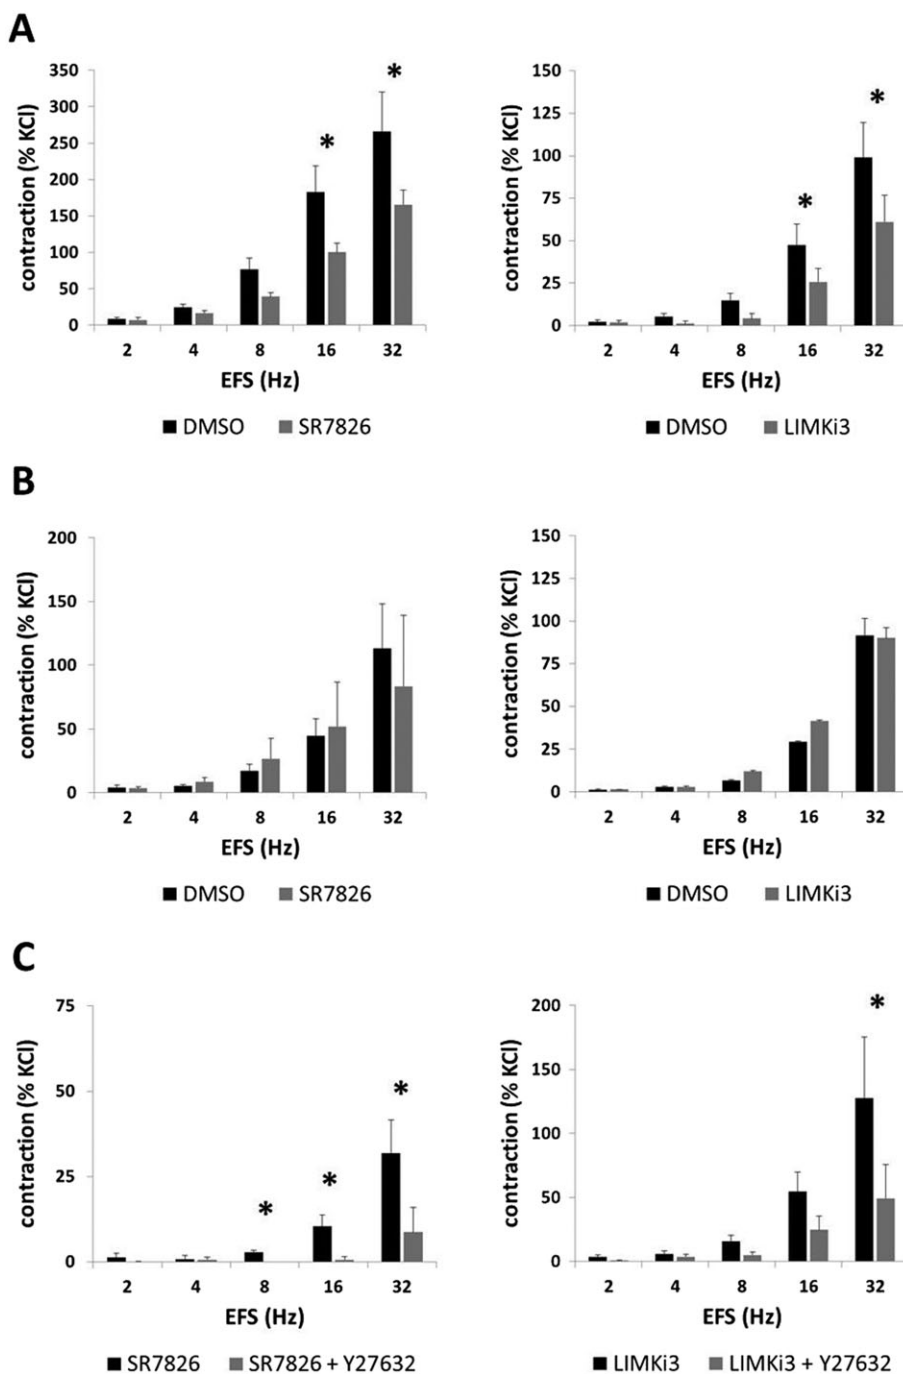 A
350
300
250
200
150
100
50
0
contraction (% KCl)
*
*
2 4 8 16 32
EFS (Hz)
DMSO SR7826
150
125
100
75
50
25
0
contraction (% KCl)
*
*
2 4 8 16 32
EFS (Hz)
DMSO LIMKi3
B
200
150
100
50
0
contraction (% KCl)
2 4 8 16 32
EFS (Hz)
DMSO SR7826
150
125
100
75
50
25
0
contraction (% KCl)
2 4 8 16 32
EFS (Hz)
DMSO LIMKi3
C
75
50
25
0
contraction (% KCl)
*
*
*
2 4 8 16 32
EFS (Hz)
SR7826 SR7826 + Y27632
200
150
100
50
0
contraction (% KCl)
*
2 4 8 16 32
EFS (Hz)
LIMKi3 LIMKi3 + Y27632